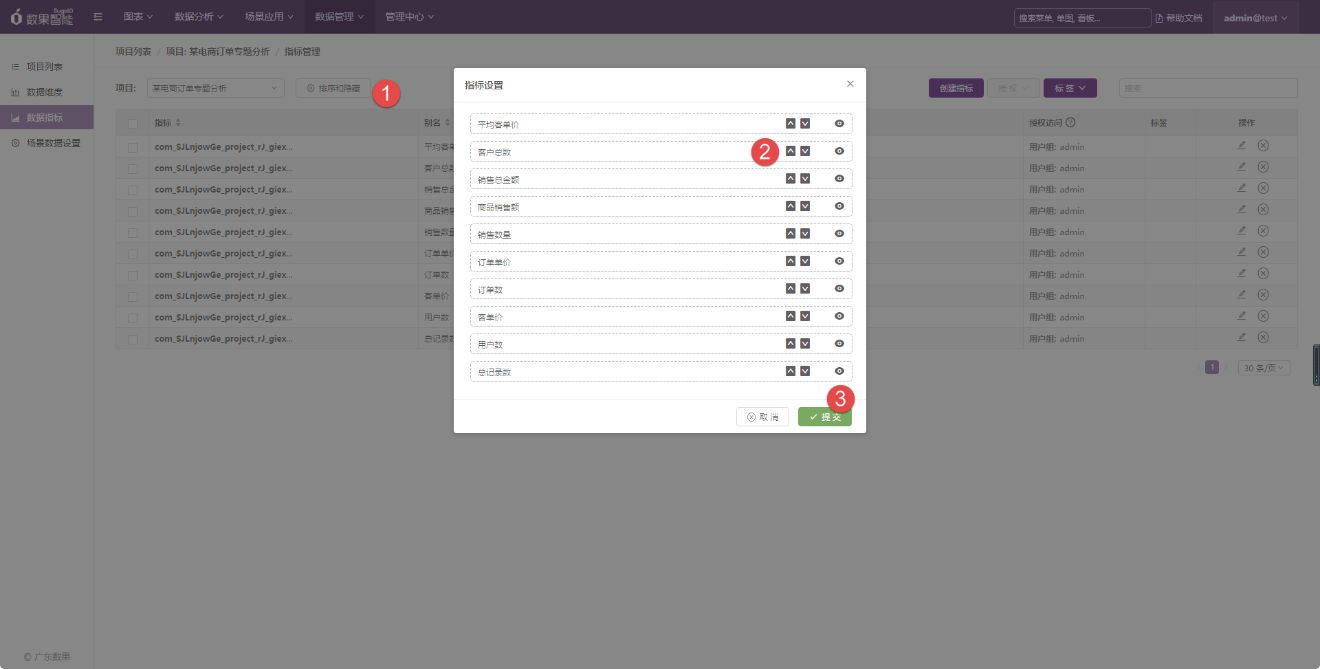 SugoIO
数果智能 图表 数据分析 场景应用 数据管理 管理中心 搜索菜单, 单图, 看板... 帮助文档 admin@test
项目列表 / 项目: 某电商订单专题分析 / 指标管理
项目列表
数据维度
数据指标
场景数据设置
项目: 某电商订单专题分析 排序和隐藏 1 创建指标 授 权 标 签 搜索
指标 别名 授权访问 标签 操作
com_SJLnjowGe_project_rJ_giex... 平均客单 用户组: admin
com_SJLnjowGe_project_rJ_giex... 客户总数 用户组: admin
com_SJLnjowGe_project_rJ_giex... 销售总金 用户组: admin
com_SJLnjowGe_project_rJ_giex... 商品销售 用户组: admin
com_SJLnjowGe_project_rJ_giex... 销售数量 用户组: admin
com_SJLnjowGe_project_rJ_giex... 订单单价 用户组: admin
com_SJLnjowGe_project_rJ_giex... 订单数 用户组: admin
com_SJLnjowGe_project_rJ_giex... 客单价 用户组: admin
com_SJLnjowGe_project_rJ_giex... 用户数 用户组: admin
com_SJLnjowGe_project_rJ_giex... 总记录数 用户组: admin
1 30 条/页
指标设置
平均客单价
客户总数 2
销售总金额
商品销售额
销售数量
订单单价
订单数
客单价
用户数
总记录数
3
取 消 提 交
© 广东数果